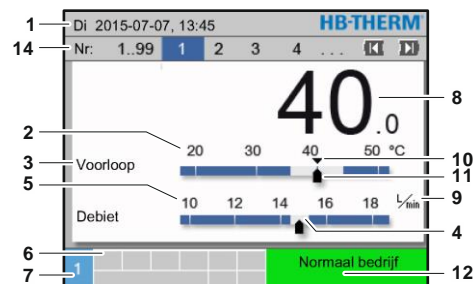 1 Di 2015-07-07, 13:45 HB-THERM
14 Nr: 1..99 1 2 3 4 ...
40.0 8
2 20 30 40 50 °C 10
3 Voorloop 11
5 10 12 14 16 18 L/min 9
Debiet 4
6 Normaal bedrijf
7 1 12